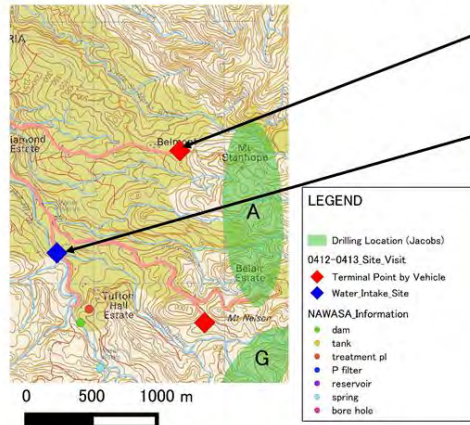 RIA
Belmont
Mt
Stanhope
iamond
Estate
A
Belair
Estate
Tufton
Hall
Estate
Mt Nelson
G
0 500 1000 m
LEGEND
Drilling Location (Jacobs)
0412-0413_Site_Visit
Terminal Point by Vehicle
Water_Intake_Site
NAWASA_Information
dam
tank
treatment pl
P filter
reservoir
spring
bore hole